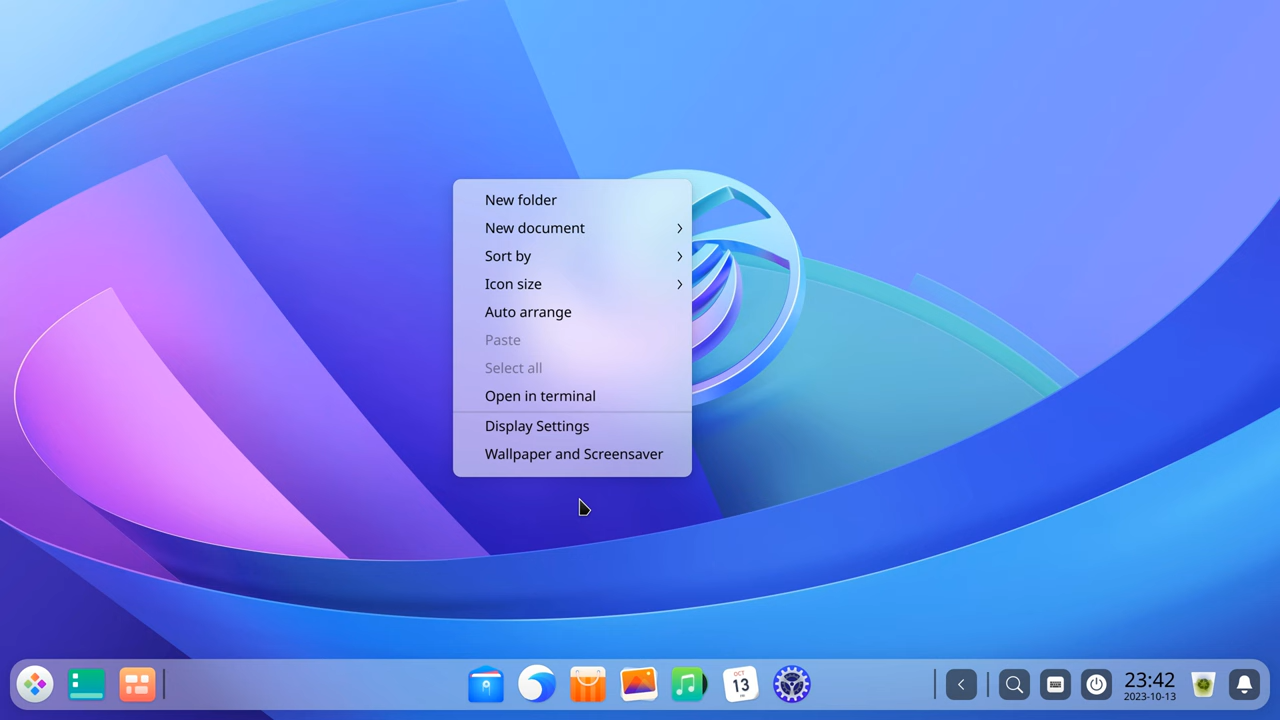 New folder
New document
Sort by
Icon size
Auto arrange
Paste
Select all
Open in terminal
Display Settings
Wallpaper and Screensaver
OCT
13
23:42
2023-10-13